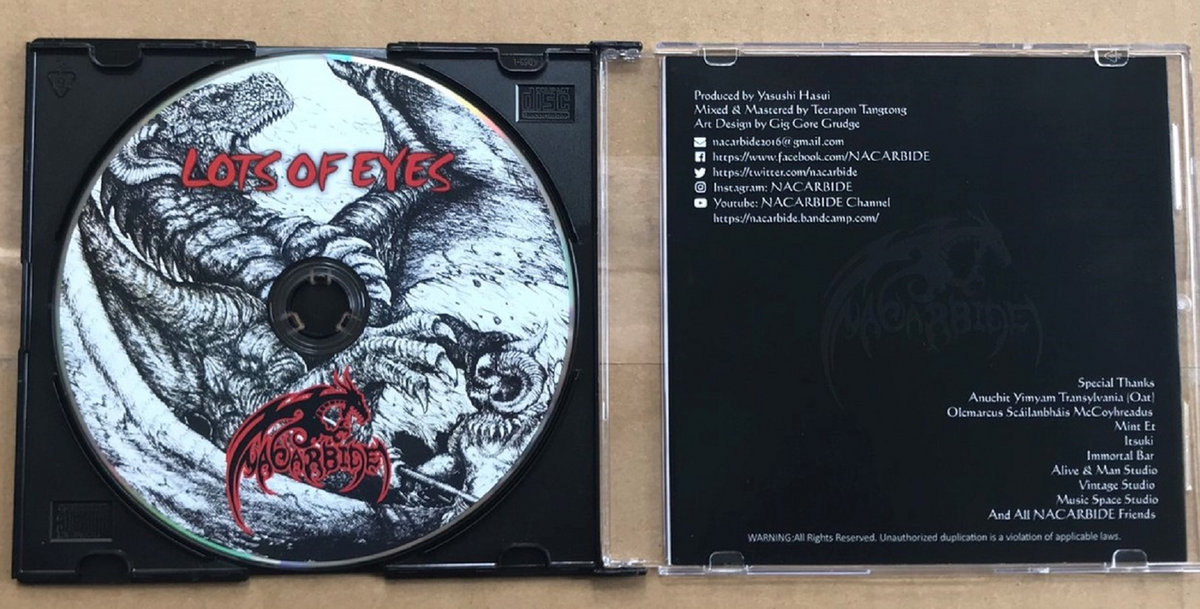 LOTS OF EYES
NACARBIDE
COMPACT
disc
Produced by Yasushi Hasui
Mixed & Mastered by Teerapon Tangtong
Art Design by Gig Gore Grudge
nacarbide2016@gmail.com
https://www.facebook.com/NACARBIDE
https://twitter.com/nacarbide
Instagram: NACARBIDE
Youtube: NACARBIDE Channel
https://nacarbide.bandcamp.com/
NACARBIDE
Special Thanks
Anuchit Yimyam Transylvania (Oat)
Olcmarcus Scáilanbháis McCoyhreadus
Mint Et
Itsuki
Immortal Bar
Alive & Man Studio
Vintage Studio
Music Space Studio
And All NACARBIDE Friends
WARNING:All Rights Reserved. Unauthorized duplication is a violation of applicable laws.